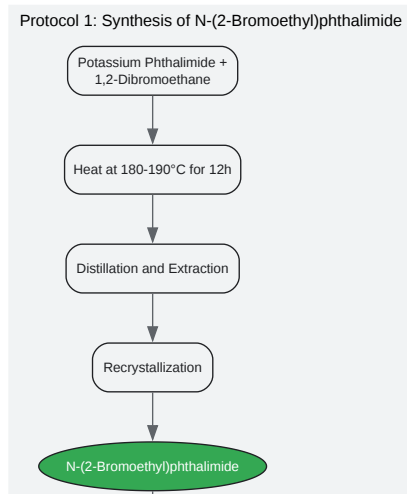 Protocol 1: Synthesis of N-(2-Bromoethyl)phthalimide
Potassium Phthalimide +
1,2-Dibromoethane
Heat at 180-190°C for 12h
Distillation and Extraction
Recrystallization
N-(2-Bromoethyl)phthalimide